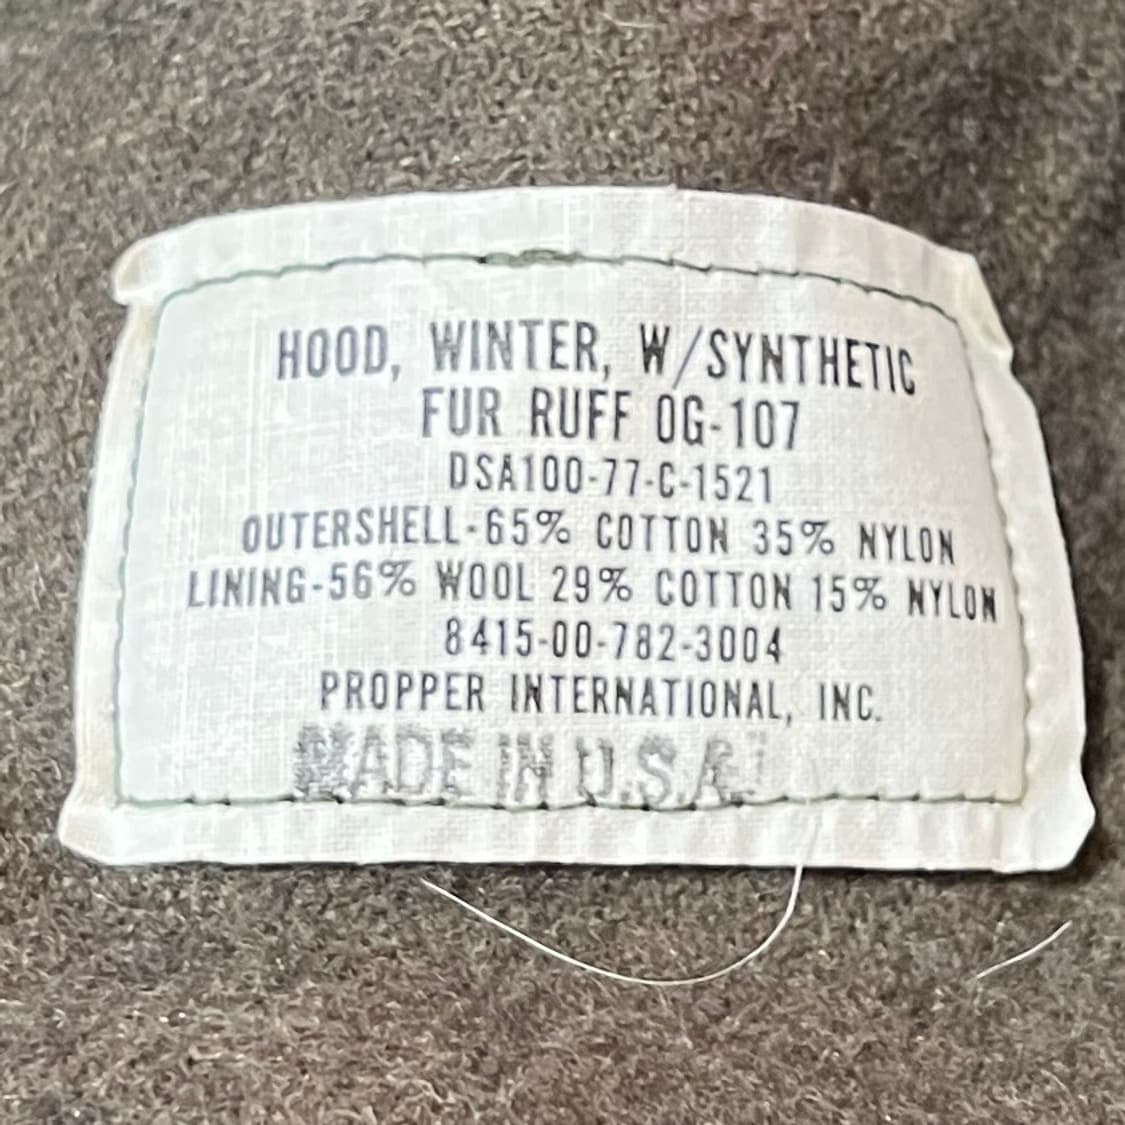 HOOD, WINTER, W/SYNTHETIC
FUR RUFF OG-107
DSA100-77-C-1521
OUTERSHELL-65% COTTON 35% NYLON
LINING-56% WOOL 29% COTTON 15% NYLON
8415-00-782-3004
PROPPER INTERNATIONAL, INC.
MADE IN U.S.A.